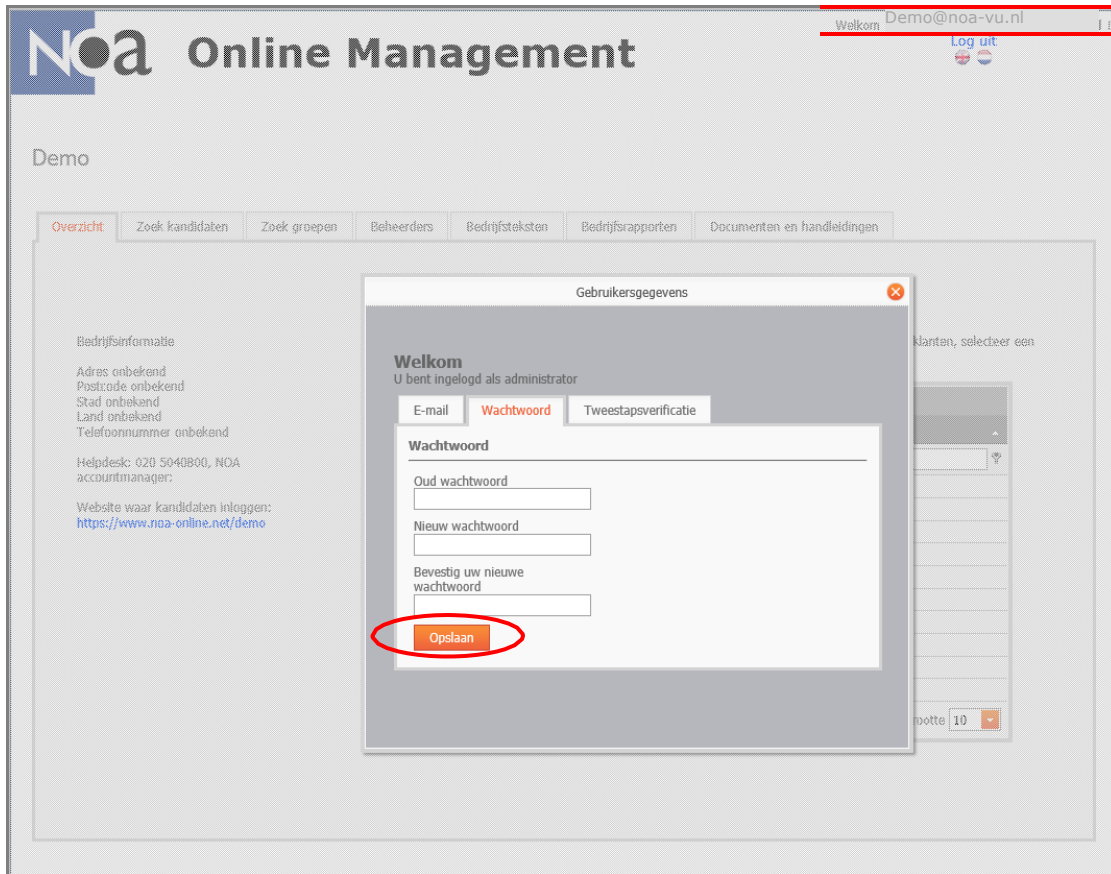 Welkom Demo@noa-vu.nl
Log uit
Noa Online Management
Demo
Overzicht Zoek kandidaten Zoek groepen Beheerders Bedrijfsteksten Bedrijfsrapporten Documenten en handleidingen
Gebruikersgegevens
Bedrijfsinformatie
klanten, selecteer een
Adres onbekend
Postcode onbekend
Stad onbekend
Land onbekend
Telefoonnummer onbekend
Helpdesk: 020 5040800, NOA
accountmanager:
Website waar kandidaten inloggen:
https://www.noa-online.net/demo
Welkom
U bent ingelogd als administrator
E-mail Wachtwoord Tweestapsverificatie
Wachtwoord
Oud wachtwoord
Nieuw wachtwoord
Bevestig uw nieuwe
wachtwoord
Opslaan
ootte 10